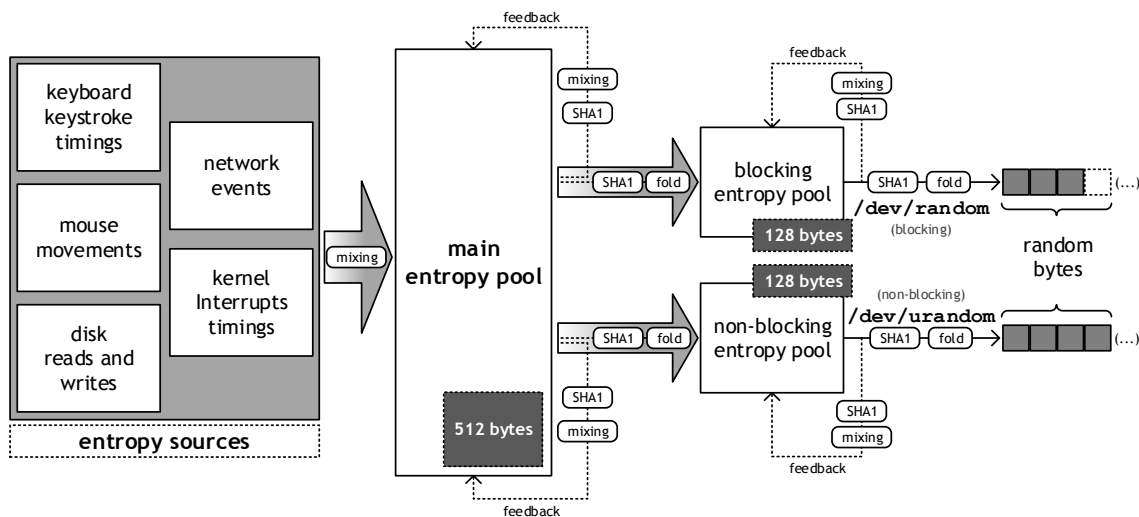 keyboard
keystroke
timings
mouse
movements
disk
reads and
writes
network
events
kernel
Interrupts
timings
entropy sources
mixing
main
entropy pool
512 bytes
feedback
mixing
SHA1
SHA1
fold
SHA1
fold
SHA1
mixing
feedback
feedback
mixing
SHA1
blocking
entropy pool
128 bytes
SHA1
fold
/dev/random
(blocking)
(...)
random
bytes
128 bytes
non-blocking
entropy pool
(non-blocking)
/dev/urandom
SHA1
fold
(...)
SHA1
mixing
feedback